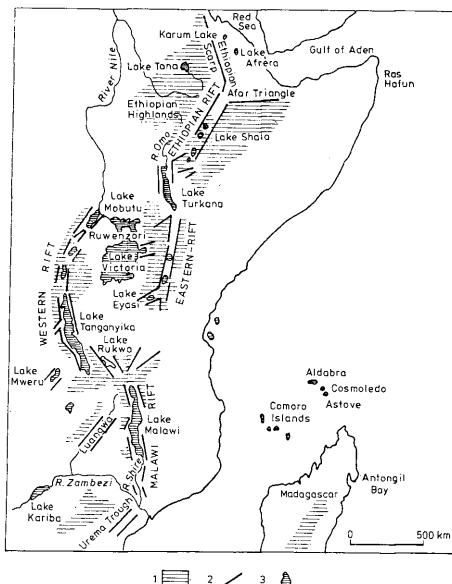 Red
Sea
Karum Lake
Gulf of Aden
Ethiopian
Scarp
Lake
Afrera
River Nile
Lake Tana
Ras
Hafun
Afar Triangle
Ethiopian
Highlands
ETHIOPIAN RIFT
R. Omo
Lake Shala
Lake
Turkana
Lake
Mobutu
Ruwenzori
Lake
Victoria
WESTERN
RIFT
EASTERN-RIFT
Lake
Eyasi
Lake
Tanganyika
Lake
Rukwa
Lake
Mweru
Aldabra
Cosmoledo
Astove
Comoro
Islands
Luangwa
Lake
Malawi
MALAWI
RIFT
R. Shire
R. Zambezi
Lake
Kariba
Urema Trough
Madagascar
Antongil
Bay
0 500 km
1 2 3